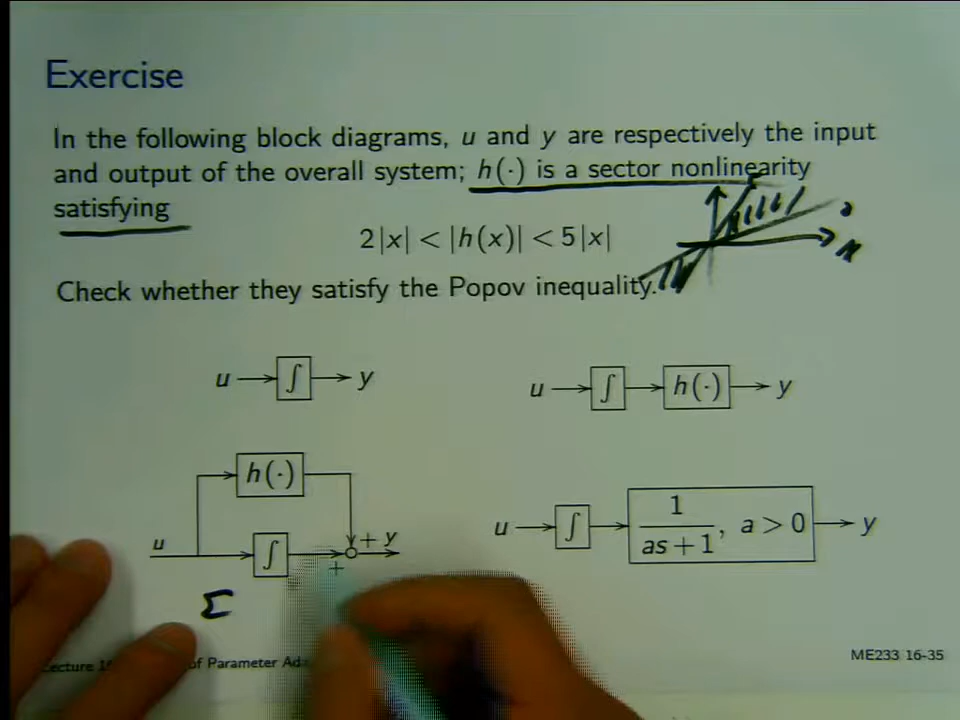 Exercise
In the following block diagrams, u and y are respectively the input
and output of the overall system; h(·) is a sector nonlinearity
satisfying
2|x| < |h(x)| < 5|x|
Check whether they satisfy the Popov inequality.
u ∫ y
u ∫ h(·) y
h(·)
u ∫ + + y
u ∫ 1/(as + 1), a > 0 y
Σ
Lecture of Parameter
ME233 16-35